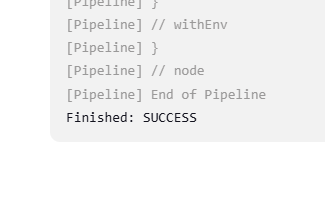 [Pipeline] }
[Pipeline] // withEnv
[Pipeline] }
[Pipeline] // node
[Pipeline] End of Pipeline
Finished: SUCCESS